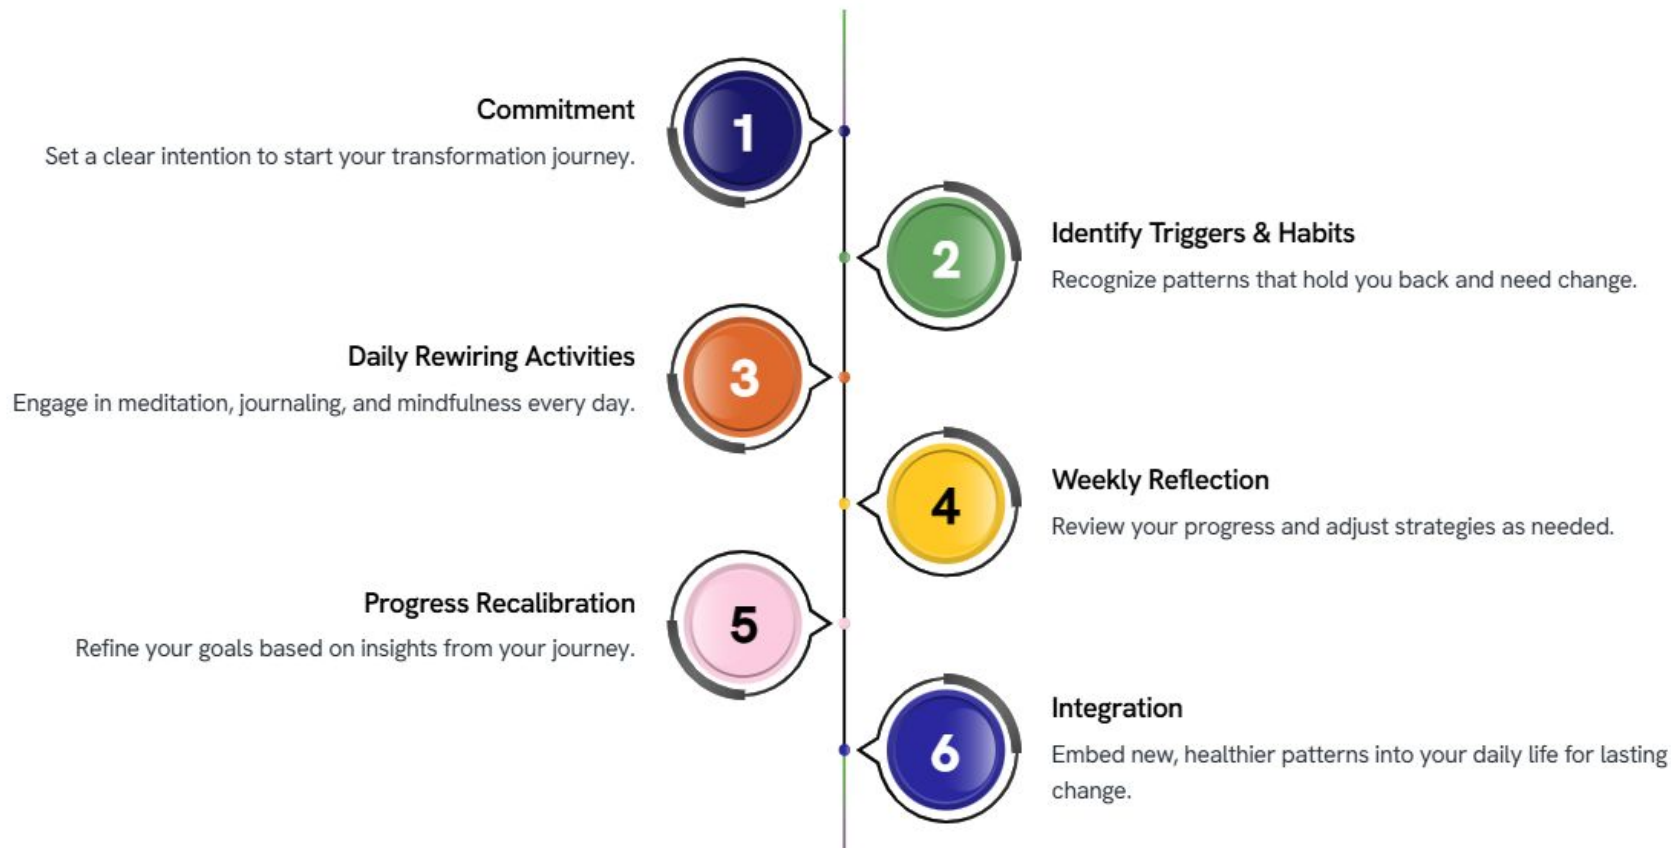 1
Commitment
Set a clear intention to start your transformation journey.
2
Identify Triggers & Habits
Recognize patterns that hold you back and need change.
3
Daily Rewiring Activities
Engage in meditation, journaling, and mindfulness every day.
4
Weekly Reflection
Review your progress and adjust strategies as needed.
5
Progress Recalibration
Refine your goals based on insights from your journey.
6
Integration
Embed new, healthier patterns into your daily life for lasting
change.